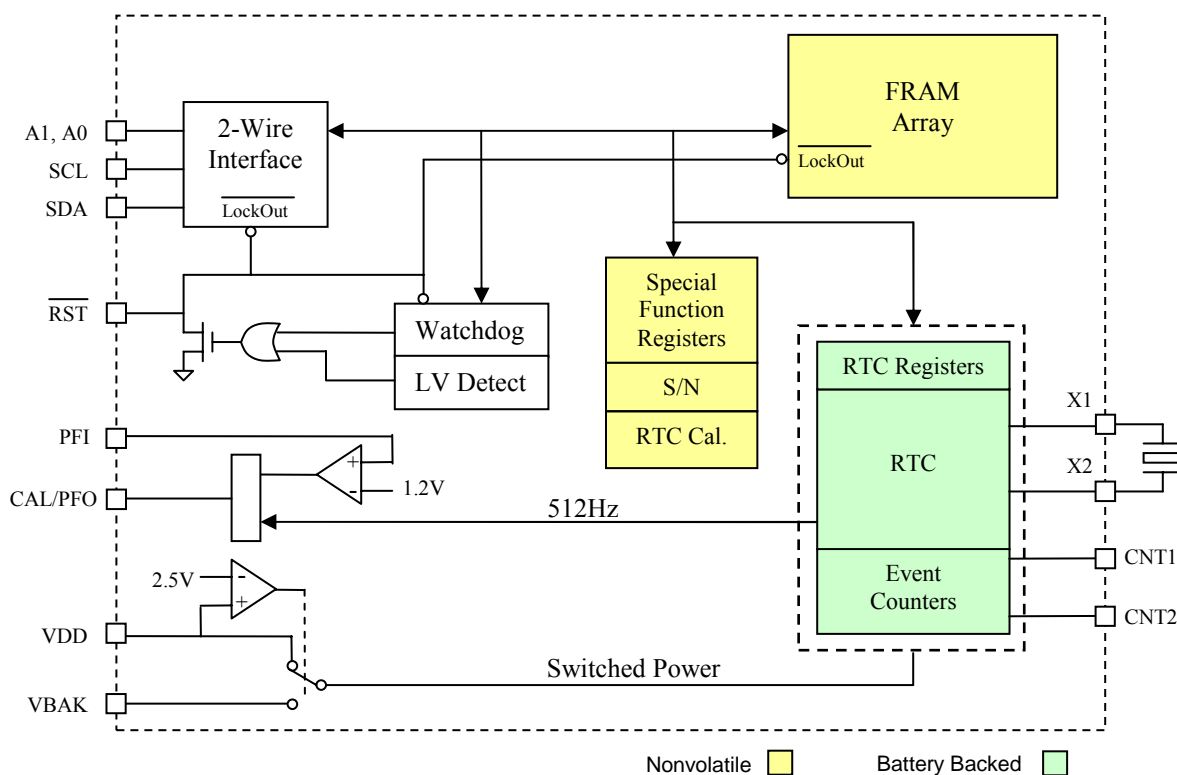 FRAM
Array
LockOut
A1, A0
SCL
SDA
2-Wire
Interface
LockOut
RST
Watchdog
LV Detect
Special
Function
Registers
S/N
RTC Cal.
RTC Registers
RTC
Event
Counters
X1
X2
CNT1
CNT2
PFI
CAL/PFO
+
-
1.2V
512Hz
2.5V
-
+
VDD
VBAK
Switched Power
Nonvolatile
Battery Backed